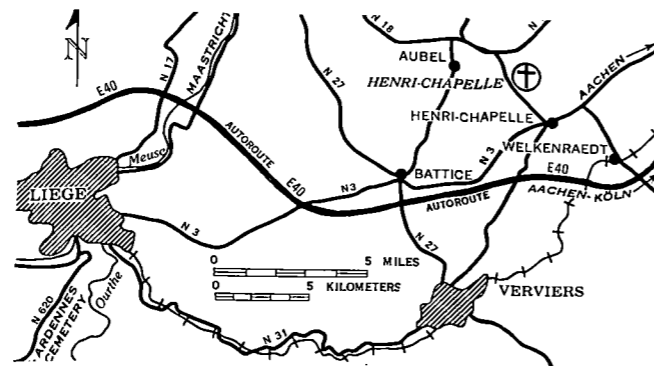 N
N 17
MAASTRICHT
N 18
AUBEL
HENRI-CHAPELLE
N 27
E40
AACHEN
HENRI-CHAPELLE
AUTOROUTE
Meuse
WELKENRAEDT
N 3
LIEGE
E40
N3
BATTICE
E40
AUTOROUTE
AACHEN-KÖLN
N 3
N 27
0 5 MILES
0 5 KILOMETERS
VERVIERS
Ourthe
N 620
ARDENNES
CEMETERY
N 31